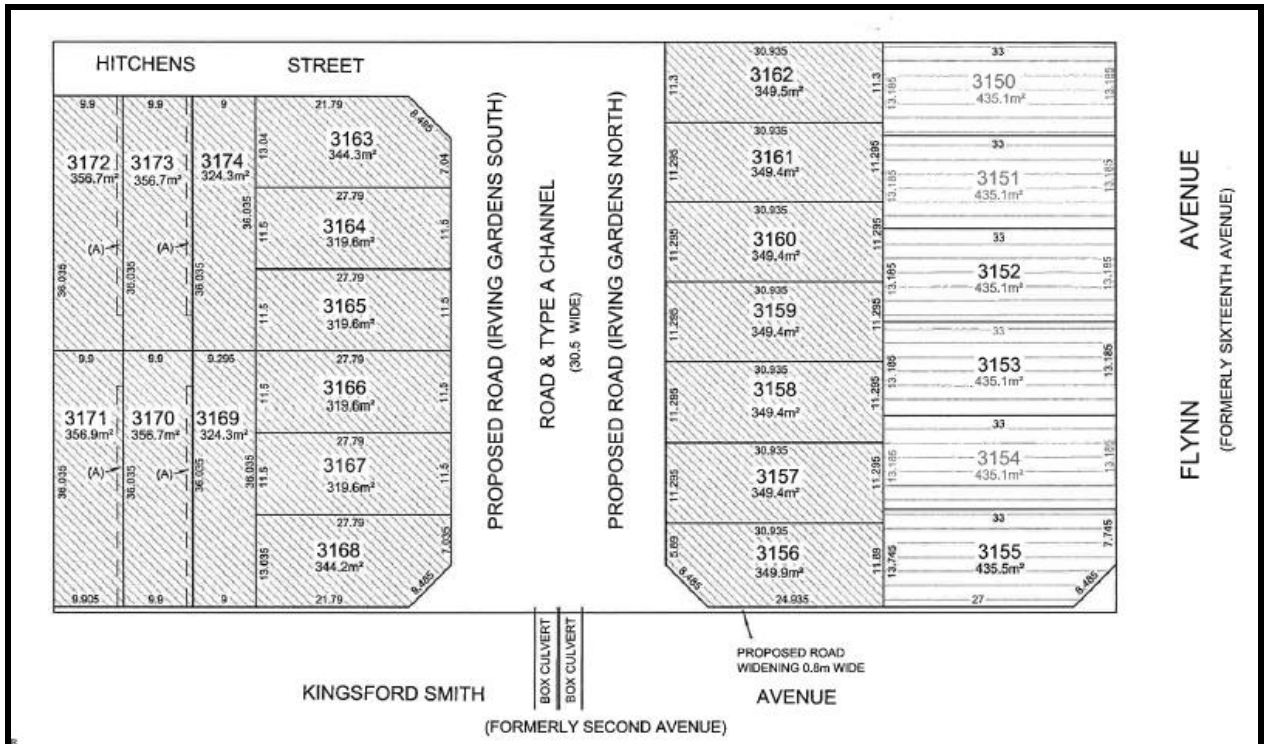 HITCHENS STREET
9.9
9.9
9
21.79
8.485
3172
356.7m²
3173
356.7m²
3174
324.3m²
(A)
(A)
36.035
36.035
36.035
36.035
13.04
3163
344.3m²
7.04
27.79
11.5
3164
319.6m²
11.5
27.79
11.5
3165
319.6m²
11.5
9.9
9.9
9.295
27.79
3171
356.9m²
3170
356.7m²
3169
324.3m²
(A)
(A)
36.035
36.035
36.035
36.035
9.905
9.9
9
11.5
3166
319.6m²
11.5
27.79
11.5
3167
319.6m²
11.5
27.79
13.035
3168
344.2m²
7.035
8.485
21.79
PROPOSED ROAD (IRVING GARDENS SOUTH)
ROAD & TYPE A CHANNEL
(30.5 WIDE)
PROPOSED ROAD (IRVING GARDENS NORTH)
30.935
11.3
3162
349.5m²
11.3
30.935
11.295
3161
349.4m²
11.295
30.935
11.295
3160
349.4m²
11.295
30.935
11.295
3159
349.4m²
11.295
30.935
11.295
3158
349.4m²
11.295
30.935
11.295
3157
349.4m²
11.295
30.935
5.89
3156
349.9m²
11.89
8.485
24.935
33
13.185
3150
435.1m²
13.185
33
13.185
3151
435.1m²
13.185
33
13.185
3152
435.1m²
13.185
33
13.185
3153
435.1m²
13.185
33
13.185
3154
435.1m²
13.185
33
13.745
3155
435.5m²
7.745
8.485
27
FLYNN AVENUE
(FORMERLY SIXTEENTH AVENUE)
BOX CULVERT
BOX CULVERT
PROPOSED ROAD
WIDENING 0.8m WIDE
KINGSFORD SMITH AVENUE
(FORMERLY SECOND AVENUE)